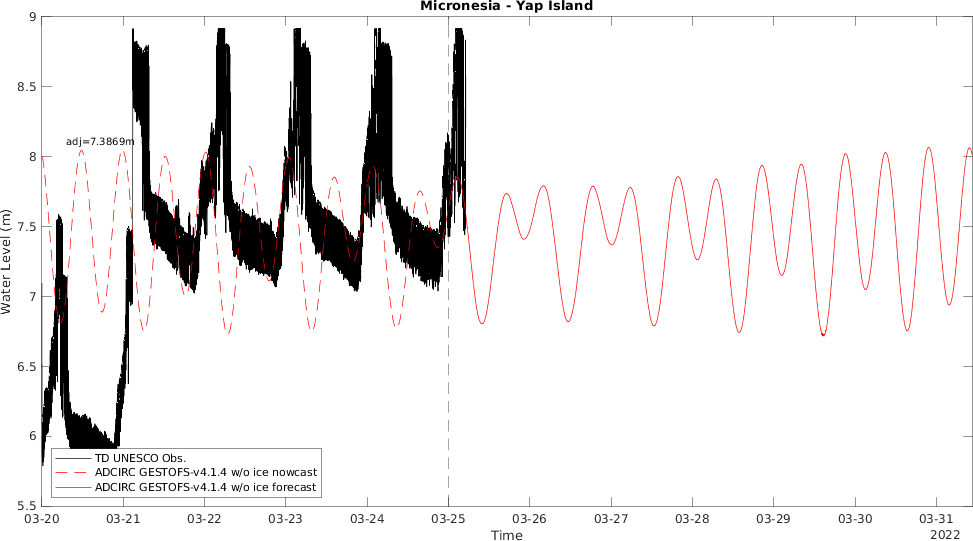 Micronesia - Yap Island
9
8.5
8
7.5
7
6.5
6
5.5
Water Level (m)
adj=7.3869m
TD UNESCO Obs.
ADCIRC GESTOFS-v4.1.4 w/o ice nowcast
ADCIRC GESTOFS-v4.1.4 w/o ice forecast
03-20 03-21 03-22 03-23 03-24 03-25 03-26 03-27 03-28 03-29 03-30 03-31
Time 2022